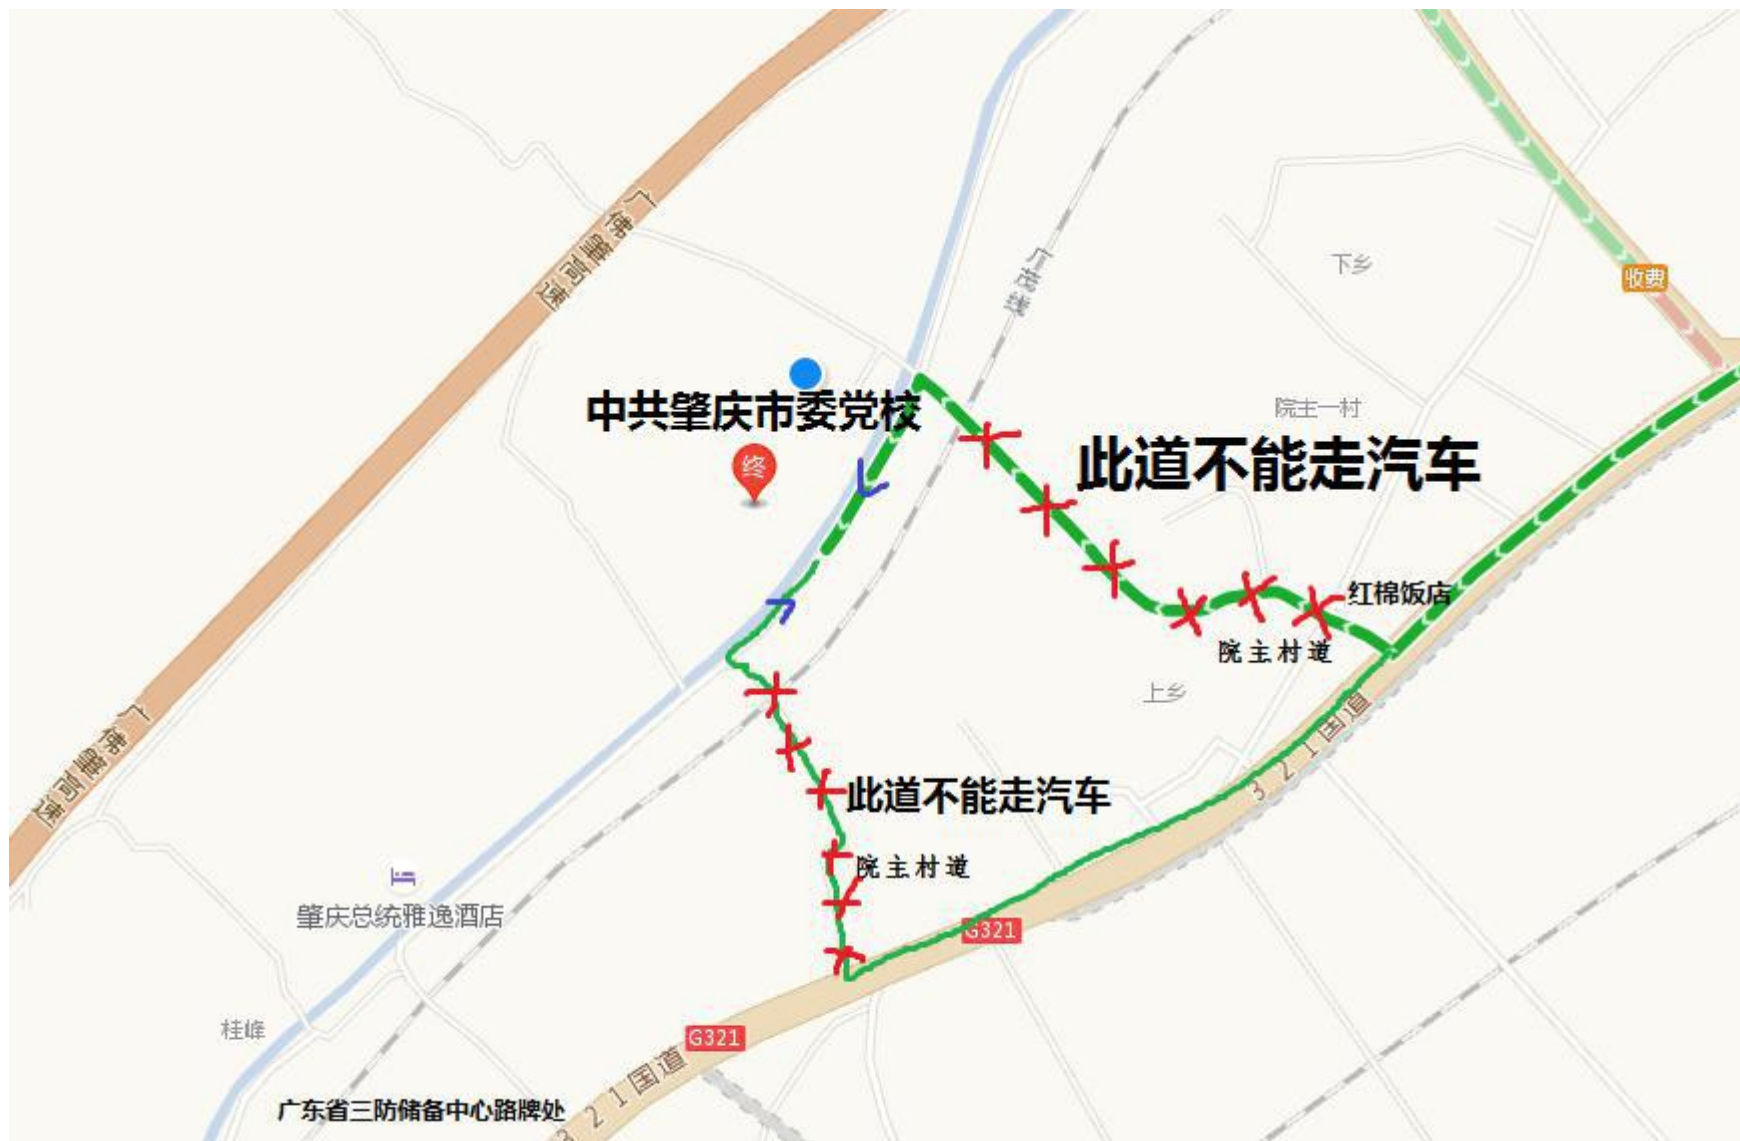 广佛肇高速
广茂线
下乡
收费
中共肇庆市委党校
院主一村
此道不能走汽车
终
红棉饭店
院主村道
上乡
321国道
广佛肇高速
此道不能走汽车
院主村道
肇庆总统雅逸酒店
G321
桂峰
G321
321国道
广东省三防储备中心路牌处